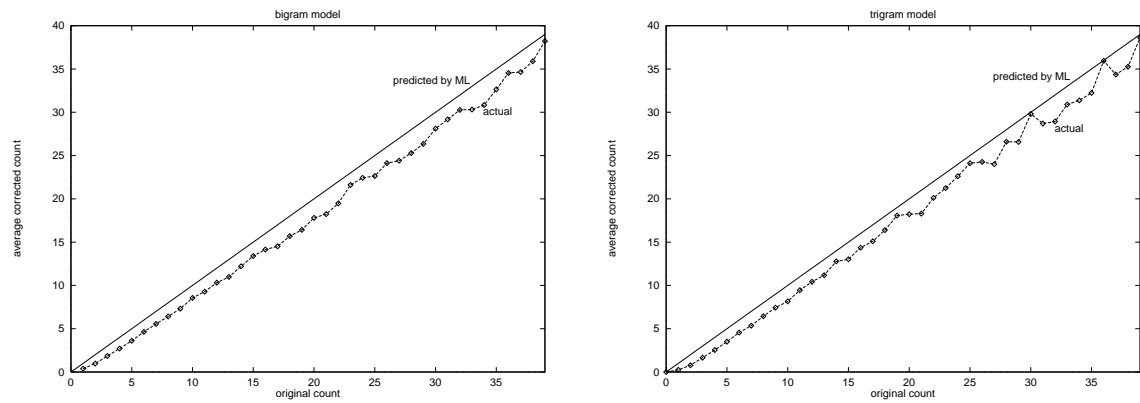 bigram model
40
35
30
25
20
15
10
5
0
0 5 10 15 20 25 30 35
average corrected count
original count
predicted by ML
actual
trigram model
40
35
30
25
20
15
10
5
0
0 5 10 15 20 25 30 35
average corrected count
original count
predicted by ML
actual